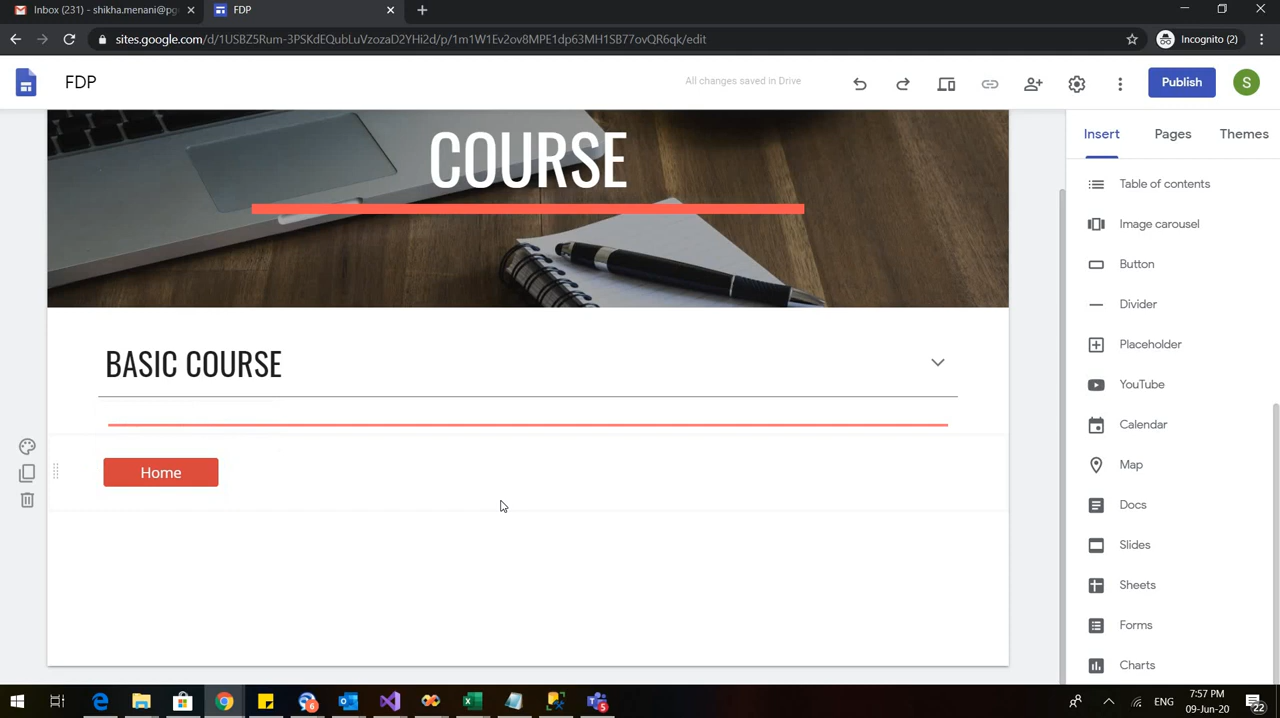 Inbox (231) - shikha.menani@pg
FDP
sites.google.com/d/1USBZ5Rum-3PSKdEQubLuVzozaD2YHi2d/p/1m1W1Ev2ov8MPE1dp63MH1SB77ovQR6qk/edit
Incognito (2)
FDP
All changes saved in Drive
Publish
S
Insert
Pages
Themes
COURSE
Table of contents
Image carousel
Button
Divider
Placeholder
YouTube
Calendar
Map
Docs
Slides
Sheets
Forms
Charts
BASIC COURSE
Home
6
5
ENG
7:57 PM
09-Jun-20
22